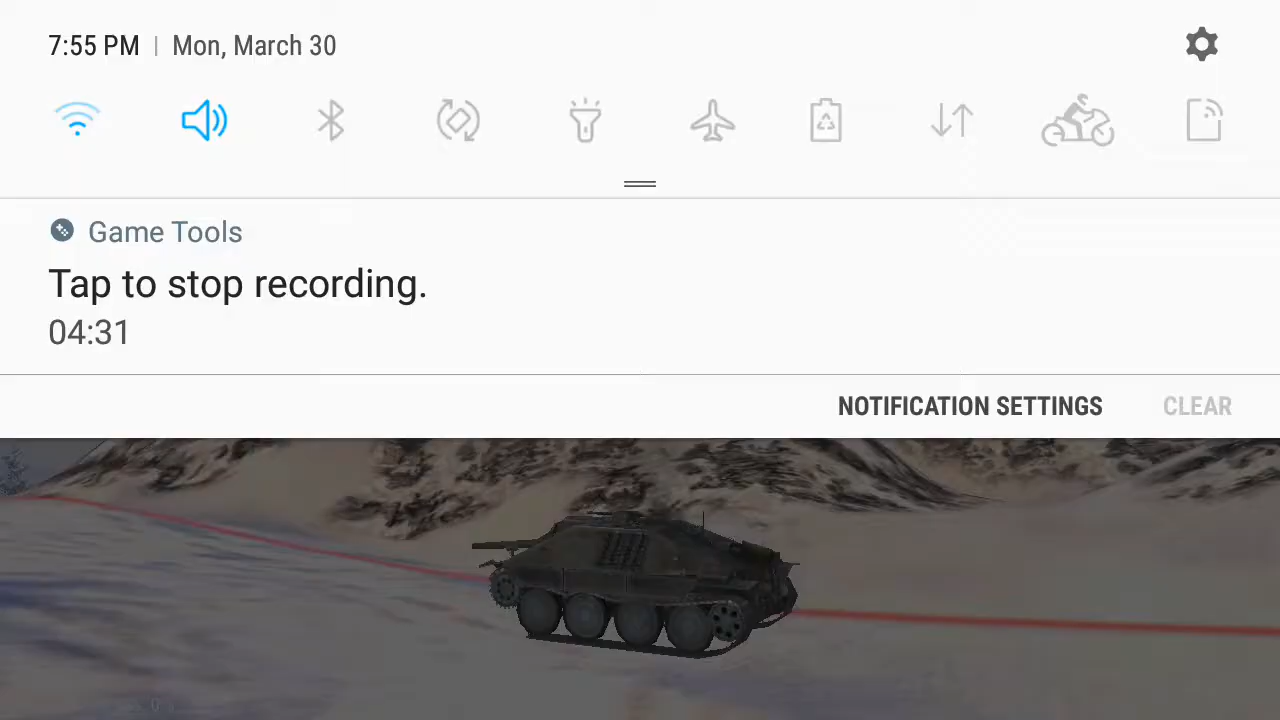 7:55 PM | Mon, March 30
Game Tools
Tap to stop recording.
04:31
NOTIFICATION SETTINGS CLEAR